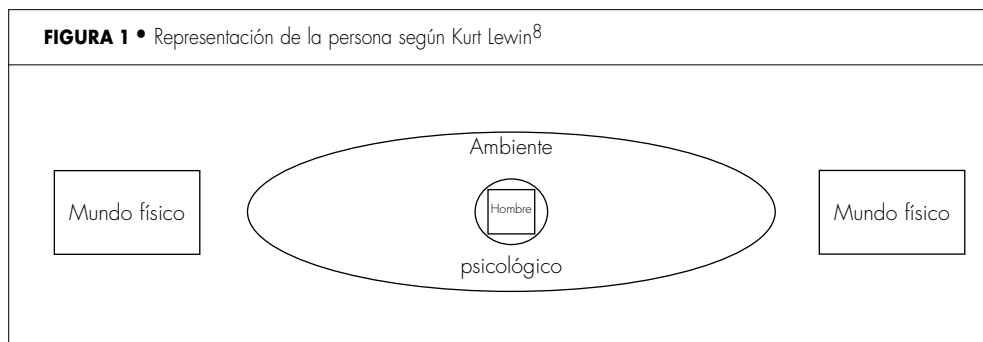 FIGURA 1 • Representación de la persona según Kurt Lewin8
Ambiente
Mundo físico
Hombre
Mundo físico
psicológico